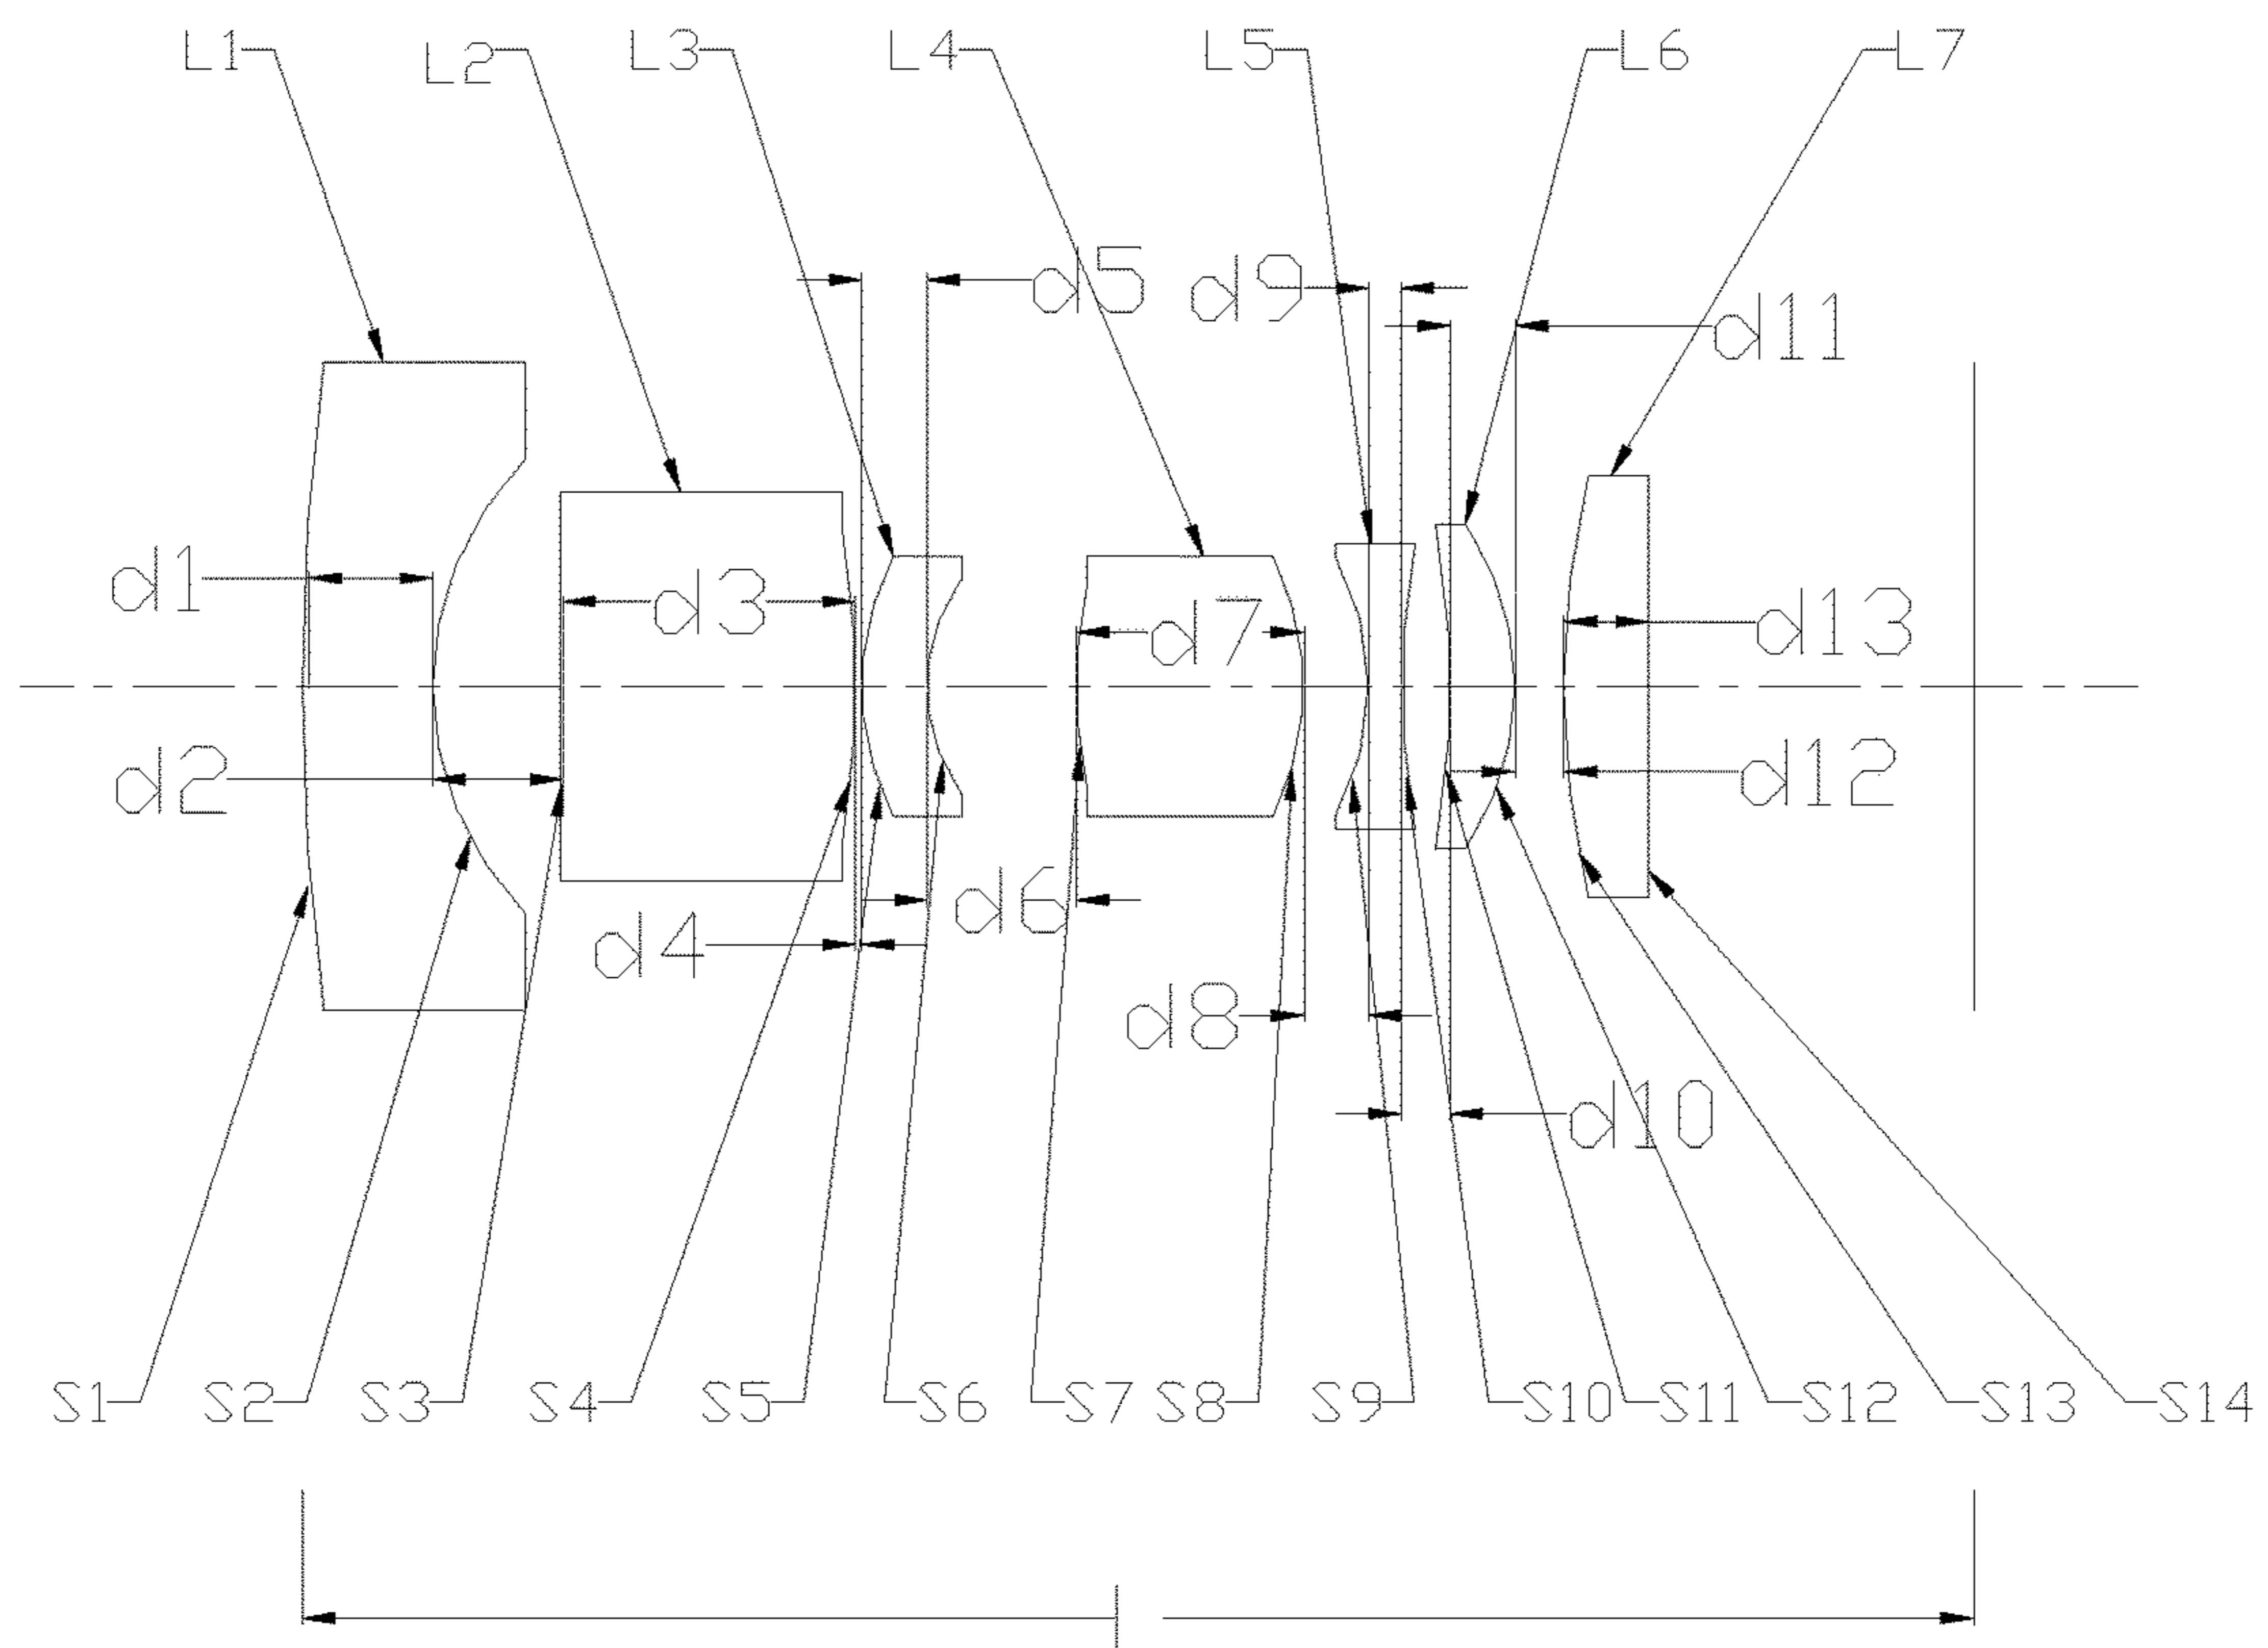 L1 L2 L3 L4 L5 L6 L7
d5 d9 d11
d1 d3 d7 d13
d2 d12
d6
d4
d8
d10
S1 S2 S3 S4 S5 S6 S7 S8 S9 S10 S11 S12 S13 S14